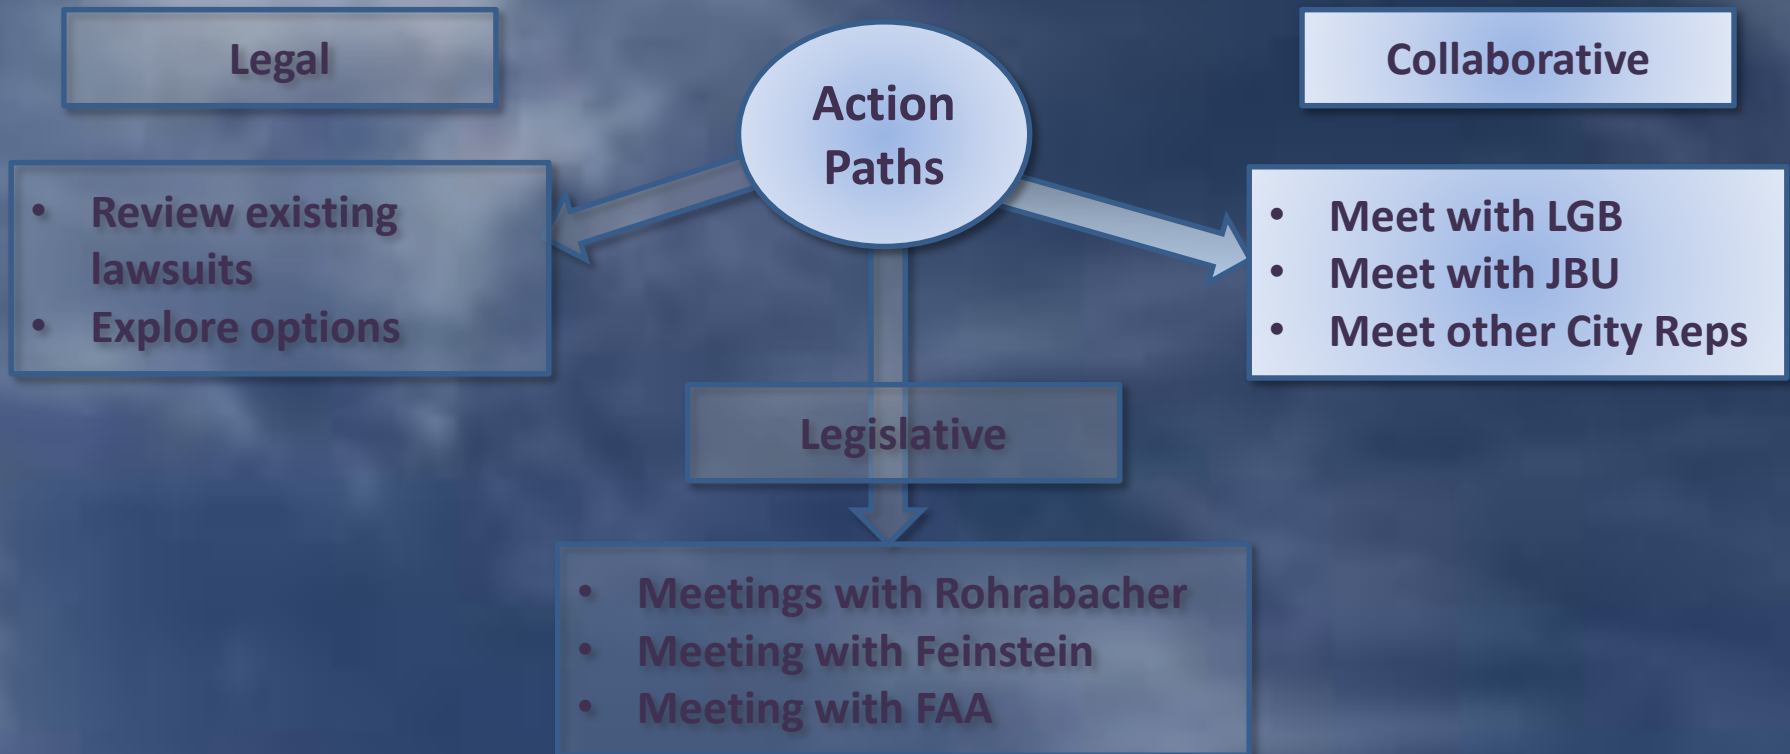 Action
Paths
Legal
• Review existing
lawsuits
• Explore options
Legislative
• Meetings with Rohrabacher
• Meeting with Feinstein
• Meeting with FAA
Collaborative
• Meet with LGB
• Meet with JBU
• Meet other City Reps